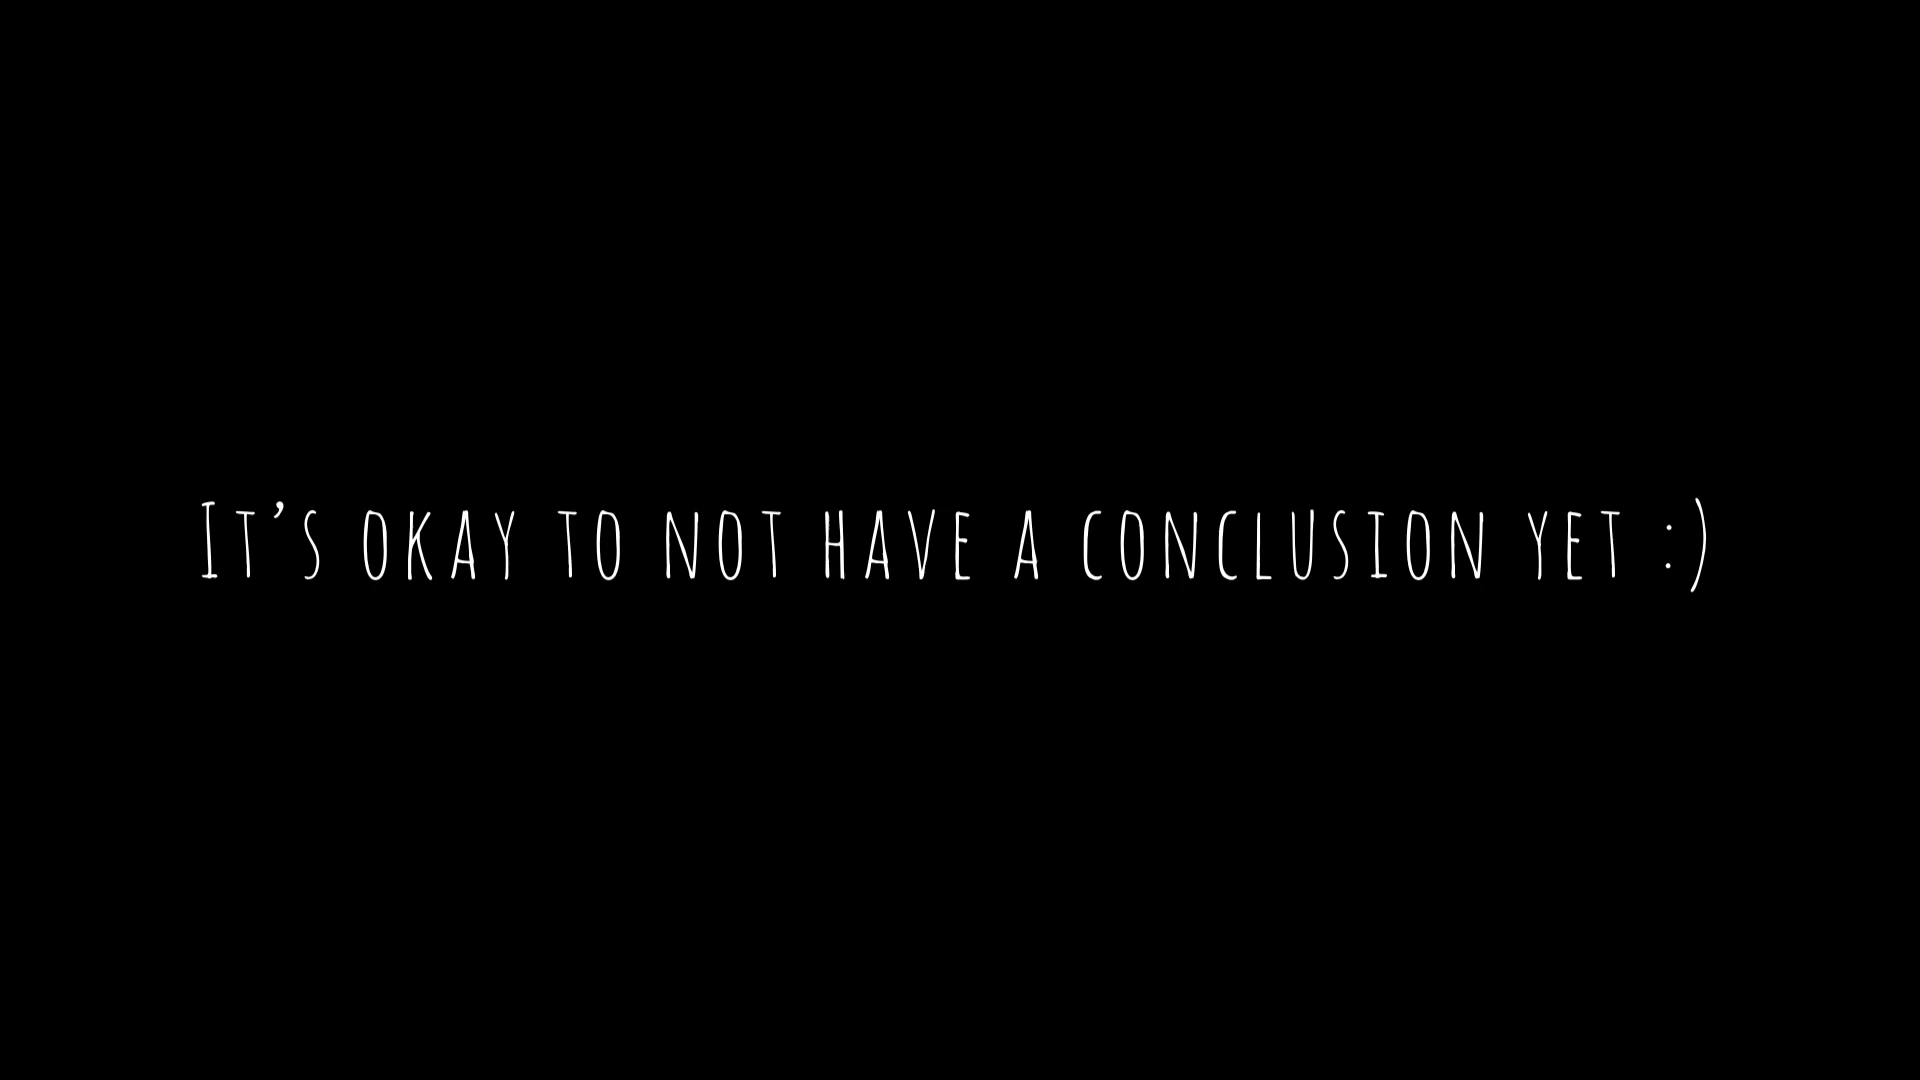 It’s okay to not have a conclusion yet :)